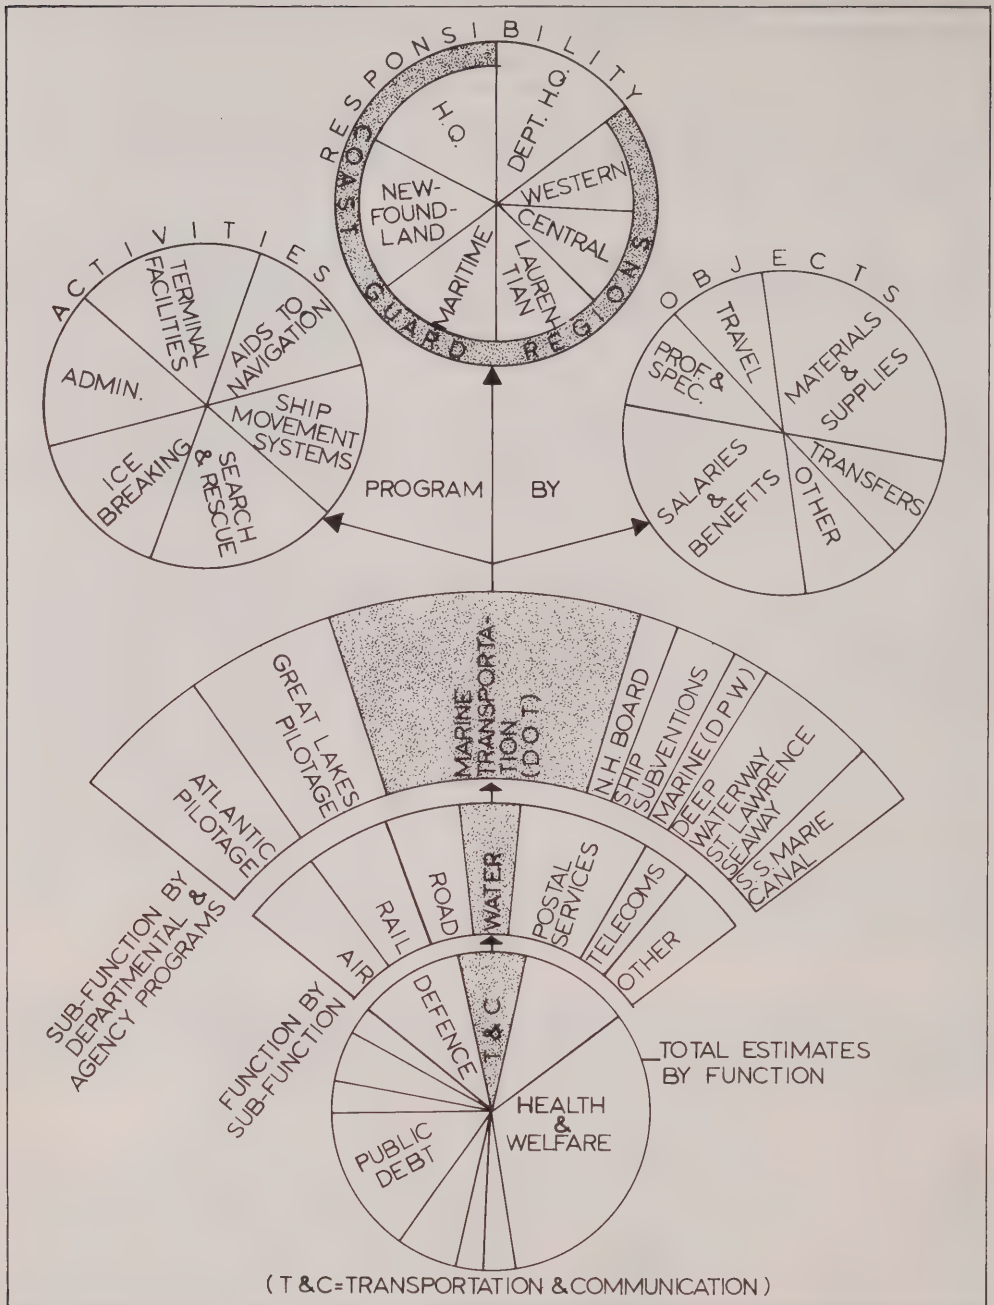 RESPONSIBILITY
COAST GUARD REGIONS
H.Q.
DEPT. H.Q.
WESTERN
CENTRAL
LAUREN-
TIAN
MARITIME
NEW-
FOUND-
LAND
ACTIVITIES
TERMINAL
FACILITIES
AIDS TO
NAVIGATION
SHIP
MOVEMENT
SYSTEMS
SEARCH
& RESCUE
ICE
BREAKING
ADMIN.
OBJECTS
TRAVEL
MATERIALS
&
SUPPLIES
TRANSFERS
OTHER
SALARIES
&
BENEFITS
PROF. &
SPEC.
PROGRAM BY
ATLANTIC
PILOTAGE
GREAT LAKES
PILOTAGE
MARINE
TRANSPORTA-
TION
(DOT)
N.H. BOARD
SHIP
SUBVENTIONS
MARINE (DPW)
DEEP
WATERWAY
ST. LAWRENCE
SEAWAY
S. S. MARIE
CANAL
SUB-FUNCTION BY
DEPARTMENTAL &
AGENCY PROGRAMS
AIR
RAIL
ROAD
WATER
POSTAL
SERVICES
TELECOMS
OTHER
FUNCTION BY
SUB-FUNCTION
DEFENCE
T & C
HEALTH
&
WELFARE
PUBLIC
DEBT
TOTAL ESTIMATES
BY FUNCTION
(T & C = TRANSPORTATION & COMMUNICATION)